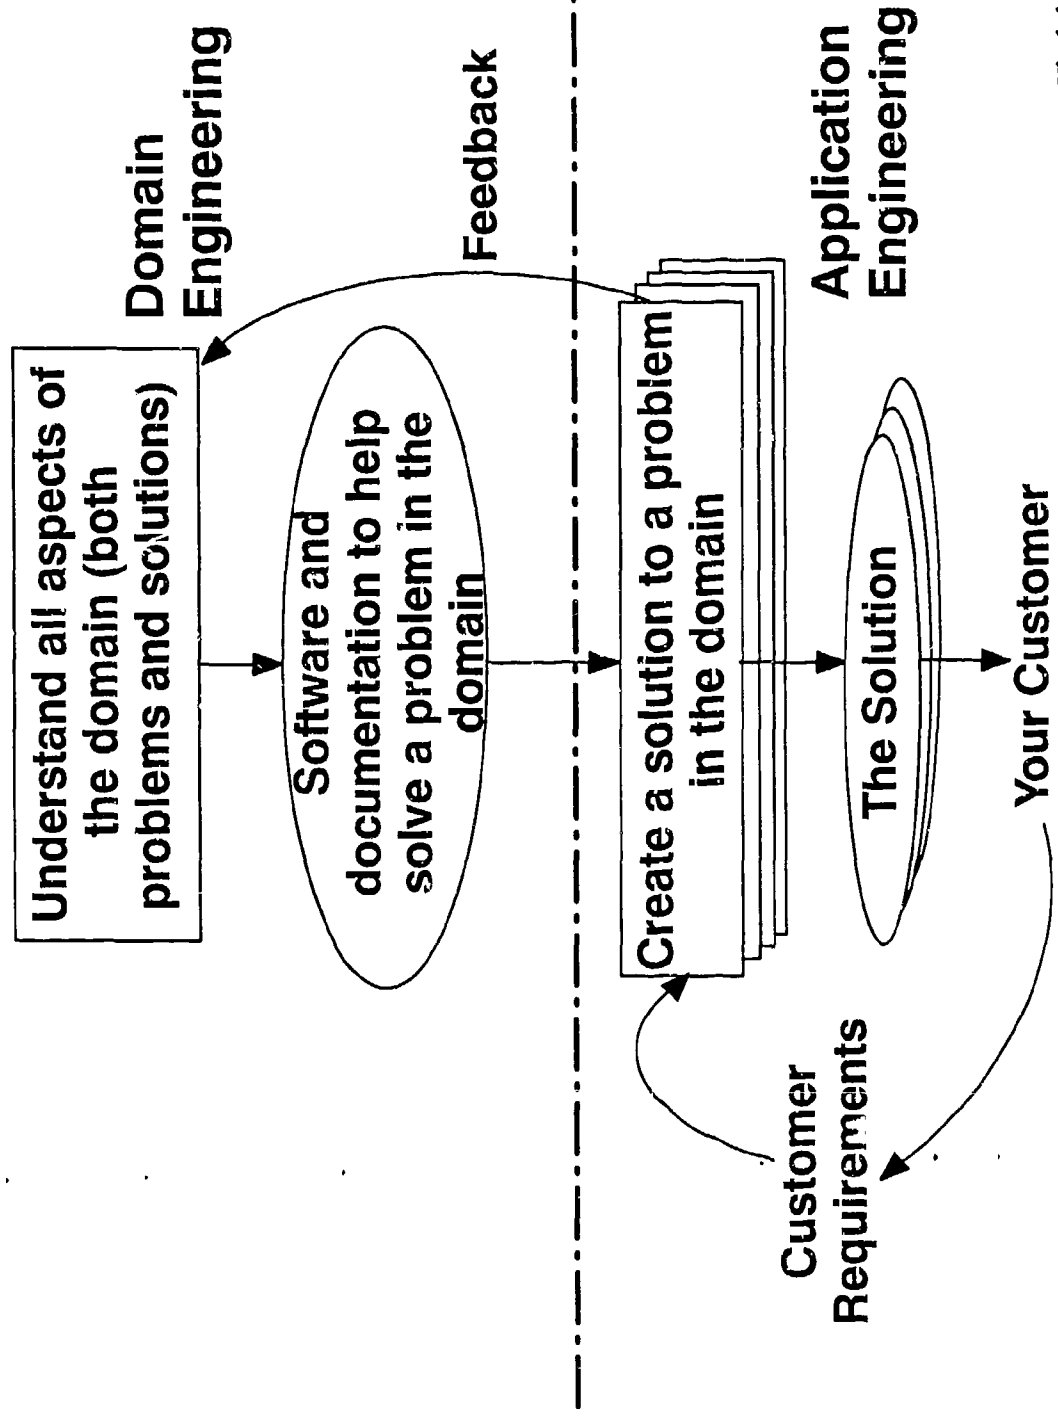 Understand all aspects of
the domain (both
problems and solutions)
Domain
Engineering
Software and
documentation to help
solve a problem in the
domain
Feedback
Create a solution to a problem
in the domain
Application
Engineering
Customer
Requirements
The Solution
Your Customer